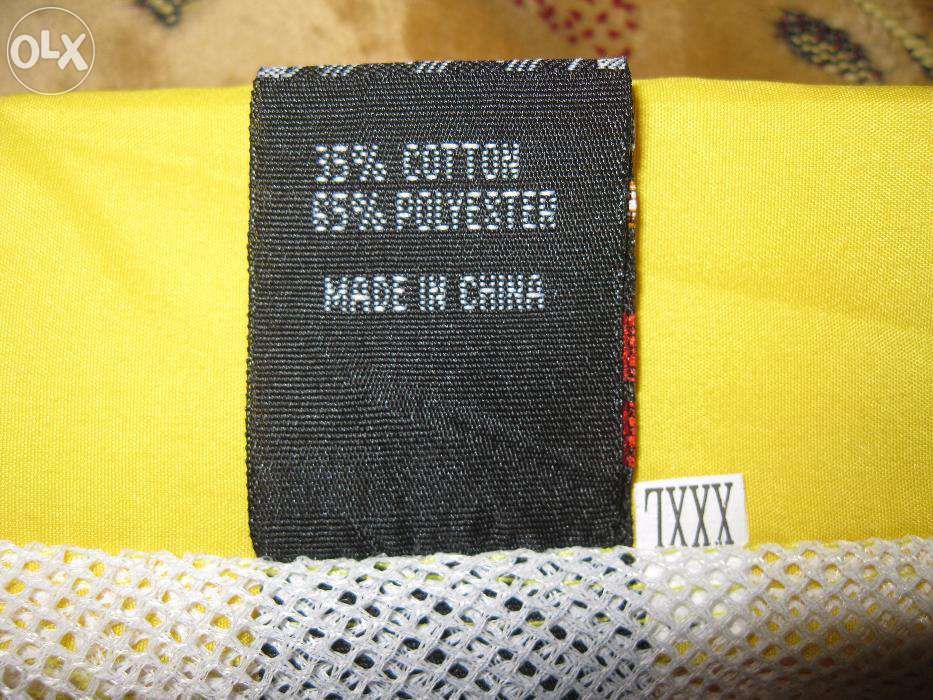 OLX
35% COTTON
65% POLYESTER
MADE IN CHINA
XXXL